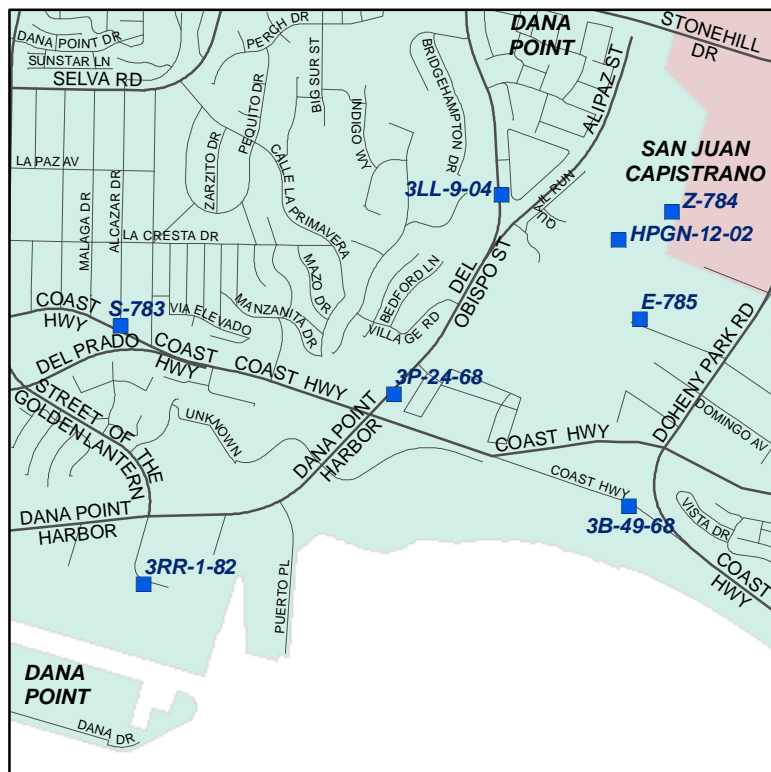 DANA
POINT
STONEHILL
DR
PERCH DR
DANA POINT DR
SUNSTAR LN
SELVA RD
BIG SUR ST
BRIDGEHAMPTON DR
ALIPAZ ST
PEQUITO DR
INDIGO WY
ZARZITO DR
LA PAZ AV
SAN JUAN
CAPISTRANO
CALLE LA PRIMAVERA
3LL-9-04
QUAIL RUN
Z-784
MALAGA DR
ALCAZAR DR
LA CRESTA DR
HPGN-12-02
DEL
OBISPO ST
MAZO DR
BEDFORD LN
COAST
HWY
S-783
VIA ELEVADO
MANZANITA DR
VILLAGE RD
E-785
DOHENY PARK RD
DEL PRADO
COAST
HWY
COAST HWY
3P-24-68
STREET OF THE
GOLDEN LANTERN
UNKNOWN
DANA POINT
HARBOR
DOMINGO AV
COAST HWY
COAST HWY
3B-49-68
VISTA DR
DANA POINT
HARBOR
COAST
HWY
3RR-1-82
PUERTO PL
DANA
POINT
DANA DR